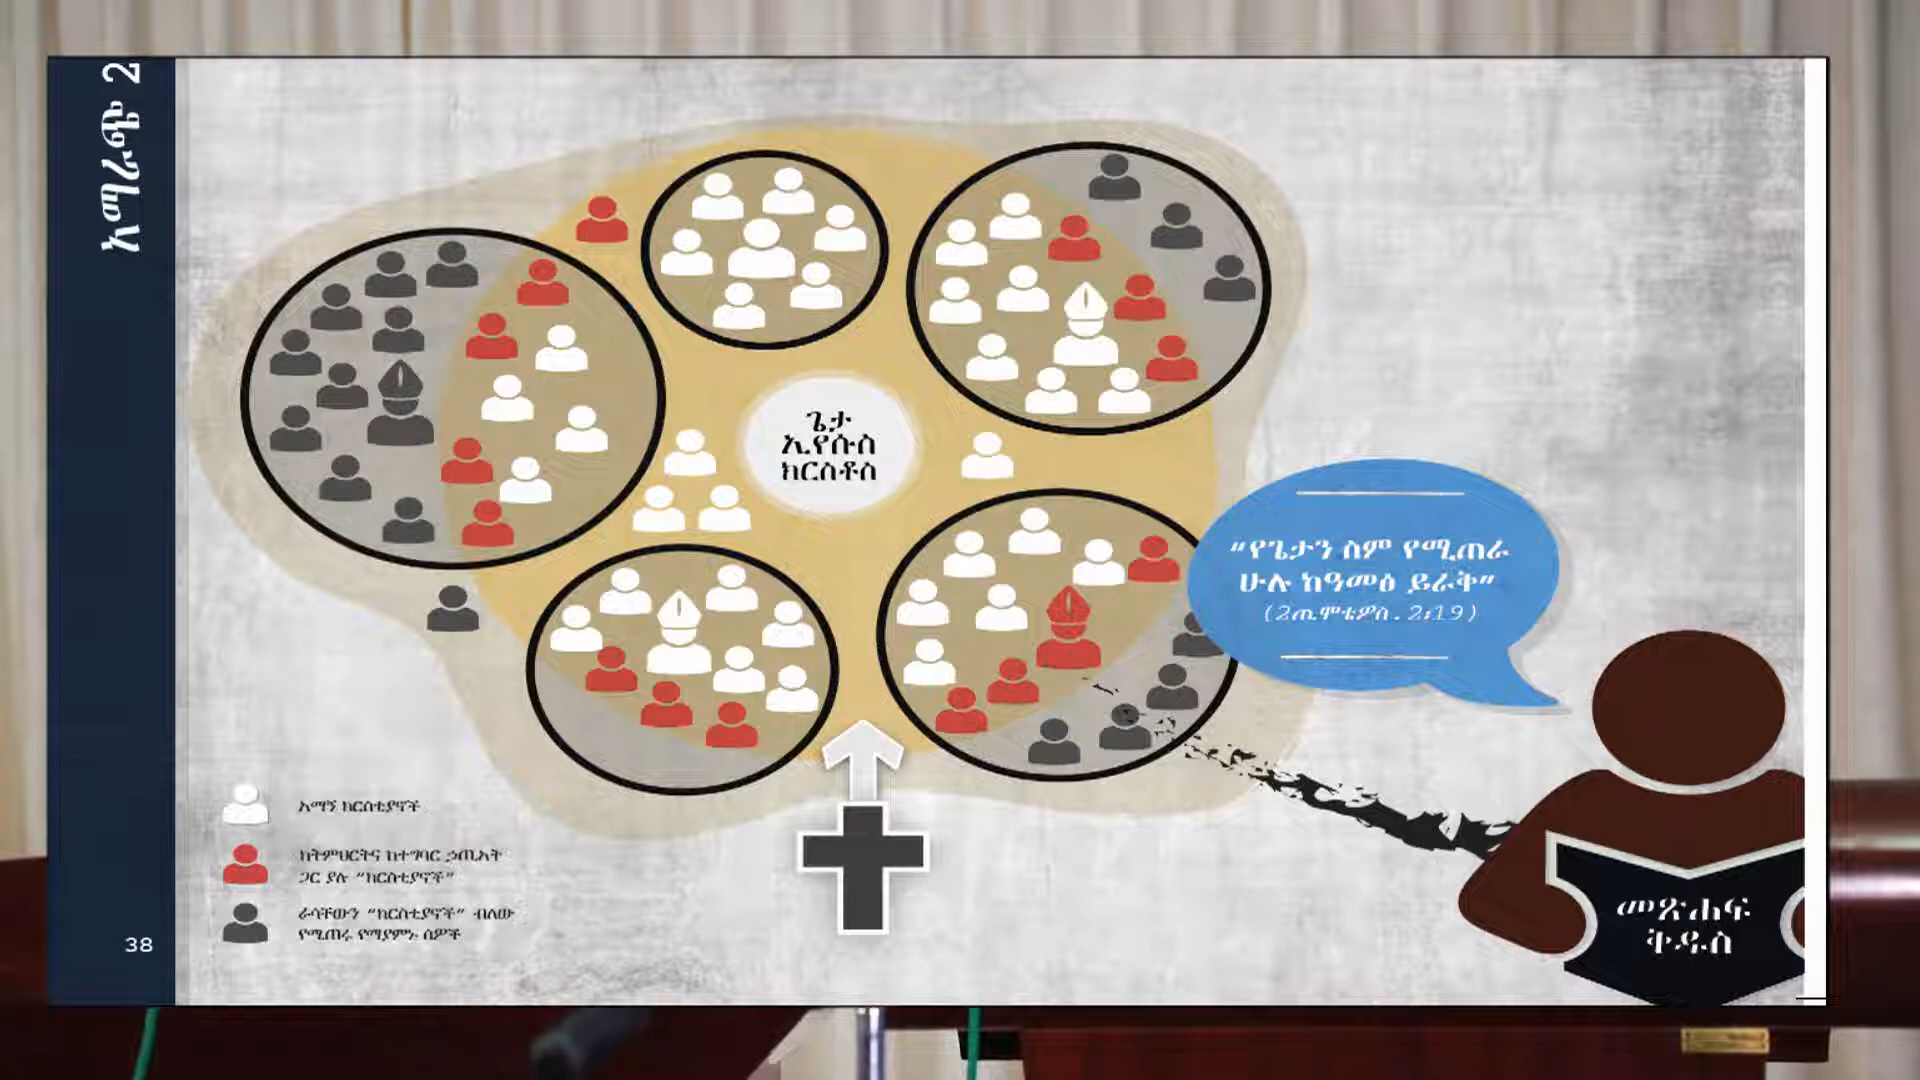 አማራጭ 2
ጌታ
ኢየሱስ
ክርስቶስ
“የጌታን ስም የሚጠራ
ሁሉ ከዓመፅ ይራቅ”
(2ጢሞቴዎስ. 2፥19)
አማኝ ክርስቲያኖች
ከትምህርትና ከተግባር ኃጢአት
ጋር ያሉ “ክርስቲያኖች”
ራሳቸውን “ክርስቲያኖች” ብለው
የሚጠሩ የማያምኑ ሰዎች
38
መጽሐፍ
ቅዱስ